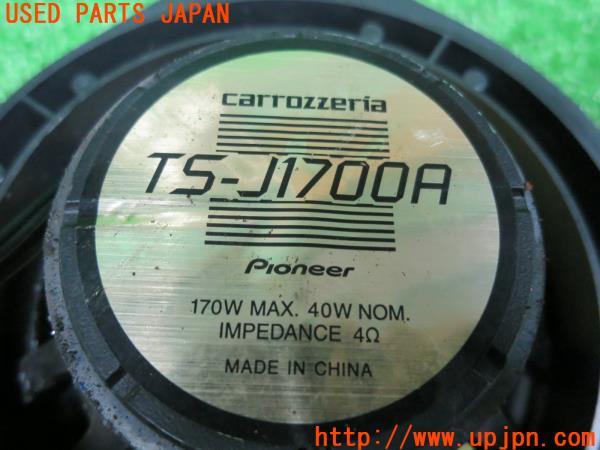 USED PARTS JAPAN
carrozzeria
TS-J1700A
Pioneer
170W MAX. 40W NOM.
IMPEDANCE 4Ω
MADE IN CHINA
http://www.upjpn.com/